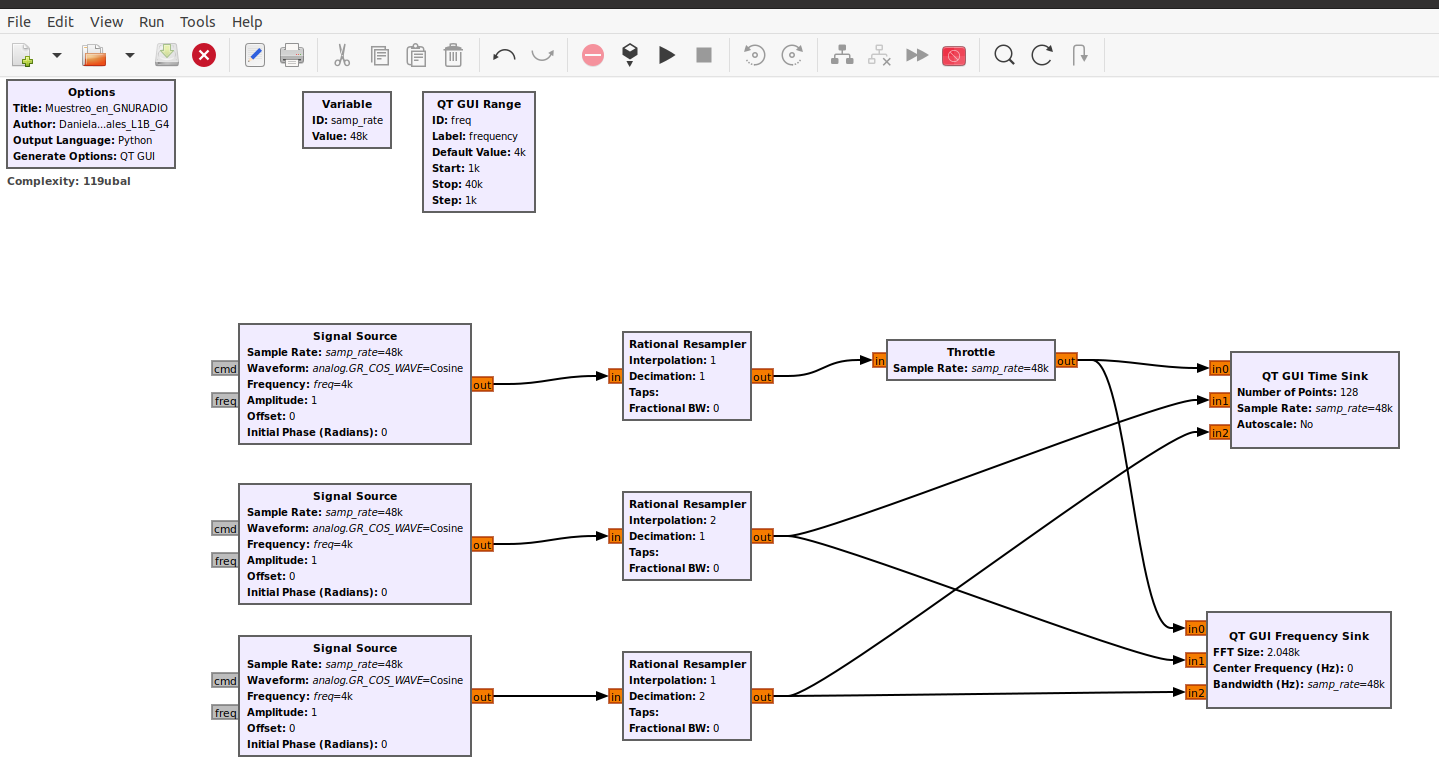 File Edit View Run Tools Help
Options
Title: Muestreo_en_GNURADIO
Author: Daniela...ales_L1B_G4
Output Language: Python
Generate Options: QT GUI
Complexity: 119ubal
Variable
ID: samp_rate
Value: 48k
QT GUI Range
ID: freq
Label: frequency
Default Value: 4k
Start: 1k
Stop: 40k
Step: 1k
Signal Source
Sample Rate: samp_rate=48k
Waveform: analog.GR_COS_WAVE=Cosine
Frequency: freq=4k
Amplitude: 1
Offset: 0
Initial Phase (Radians): 0
cmd
freq
out
in
Rational Resampler
Interpolation: 1
Decimation: 1
Taps:
Fractional BW: 0
out
in
Throttle
Sample Rate: samp_rate=48k
out
in0
in1
in2
QT GUI Time Sink
Number of Points: 128
Sample Rate: samp_rate=48k
Autoscale: No
Signal Source
Sample Rate: samp_rate=48k
Waveform: analog.GR_COS_WAVE=Cosine
Frequency: freq=4k
Amplitude: 1
Offset: 0
Initial Phase (Radians): 0
cmd
freq
out
in
Rational Resampler
Interpolation: 2
Decimation: 1
Taps:
Fractional BW: 0
out
Signal Source
Sample Rate: samp_rate=48k
Waveform: analog.GR_COS_WAVE=Cosine
Frequency: freq=4k
Amplitude: 1
Offset: 0
Initial Phase (Radians): 0
cmd
freq
out
in
Rational Resampler
Interpolation: 1
Decimation: 2
Taps:
Fractional BW: 0
out
in0
in1
in2
QT GUI Frequency Sink
FFT Size: 2.048k
Center Frequency (Hz): 0
Bandwidth (Hz): samp_rate=48k